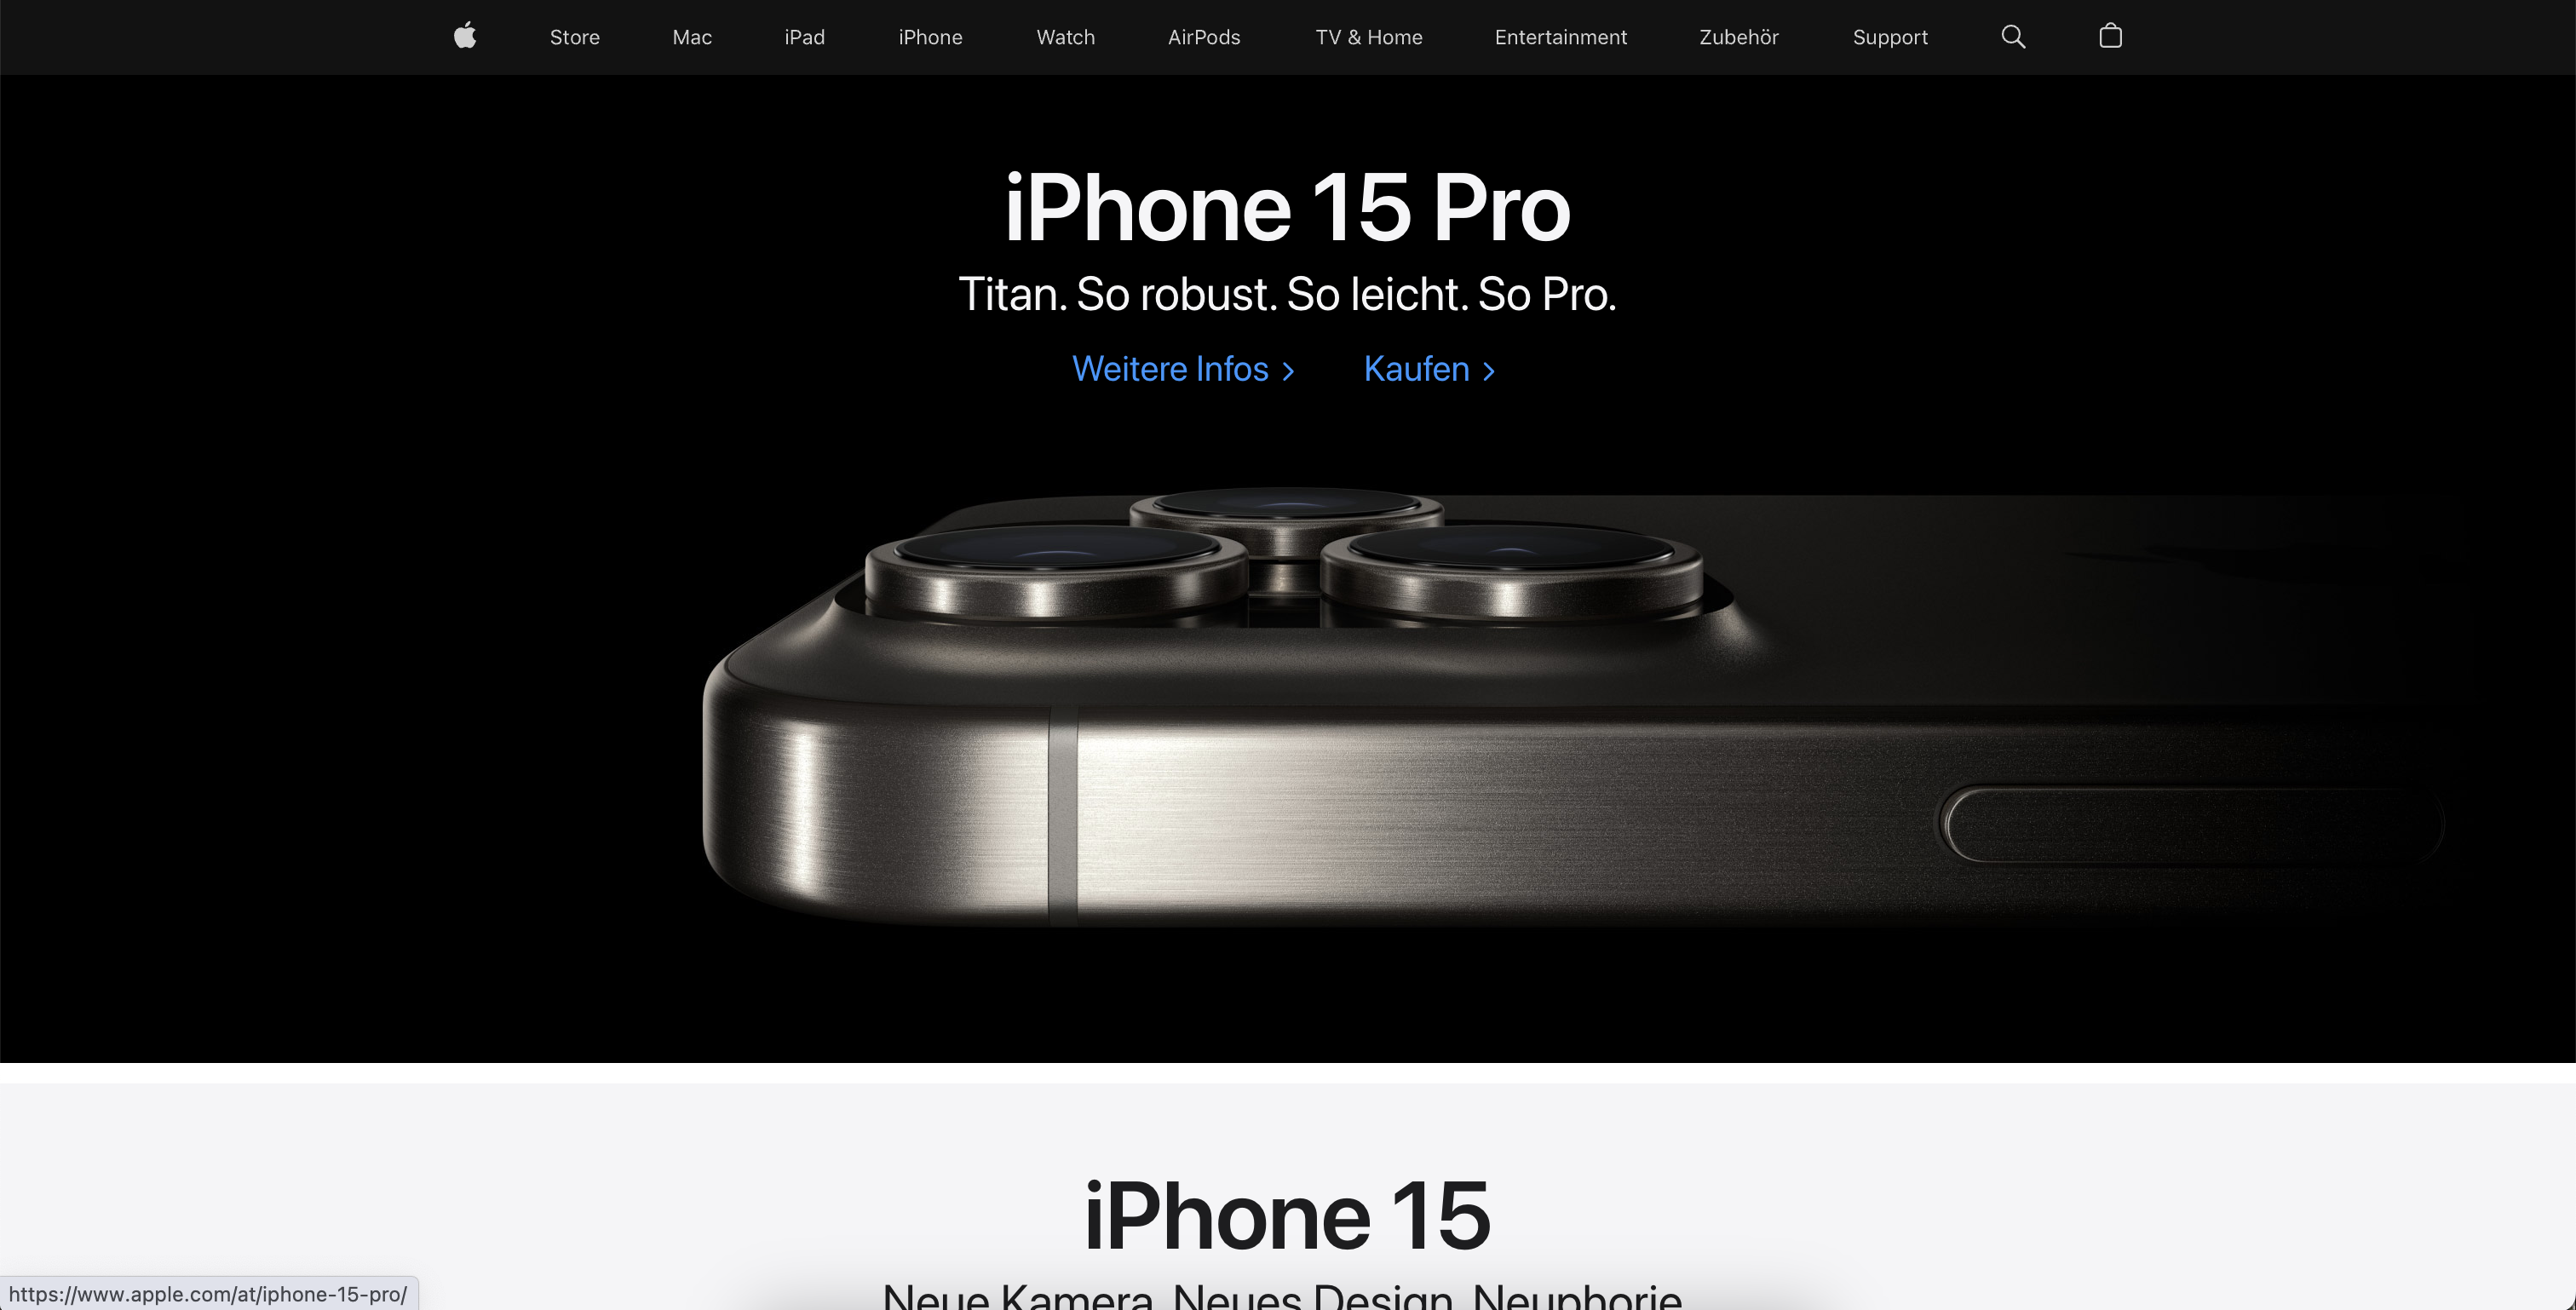 Store Mac iPad iPhone Watch AirPods TV & Home Entertainment Zubehör Support
iPhone 15 Pro
Titan. So robust. So leicht. So Pro.
Weitere Infos > Kaufen >
iPhone 15
Neue Kamera. Neues Design. Neuphorie.
https://www.apple.com/at/iphone-15-pro/